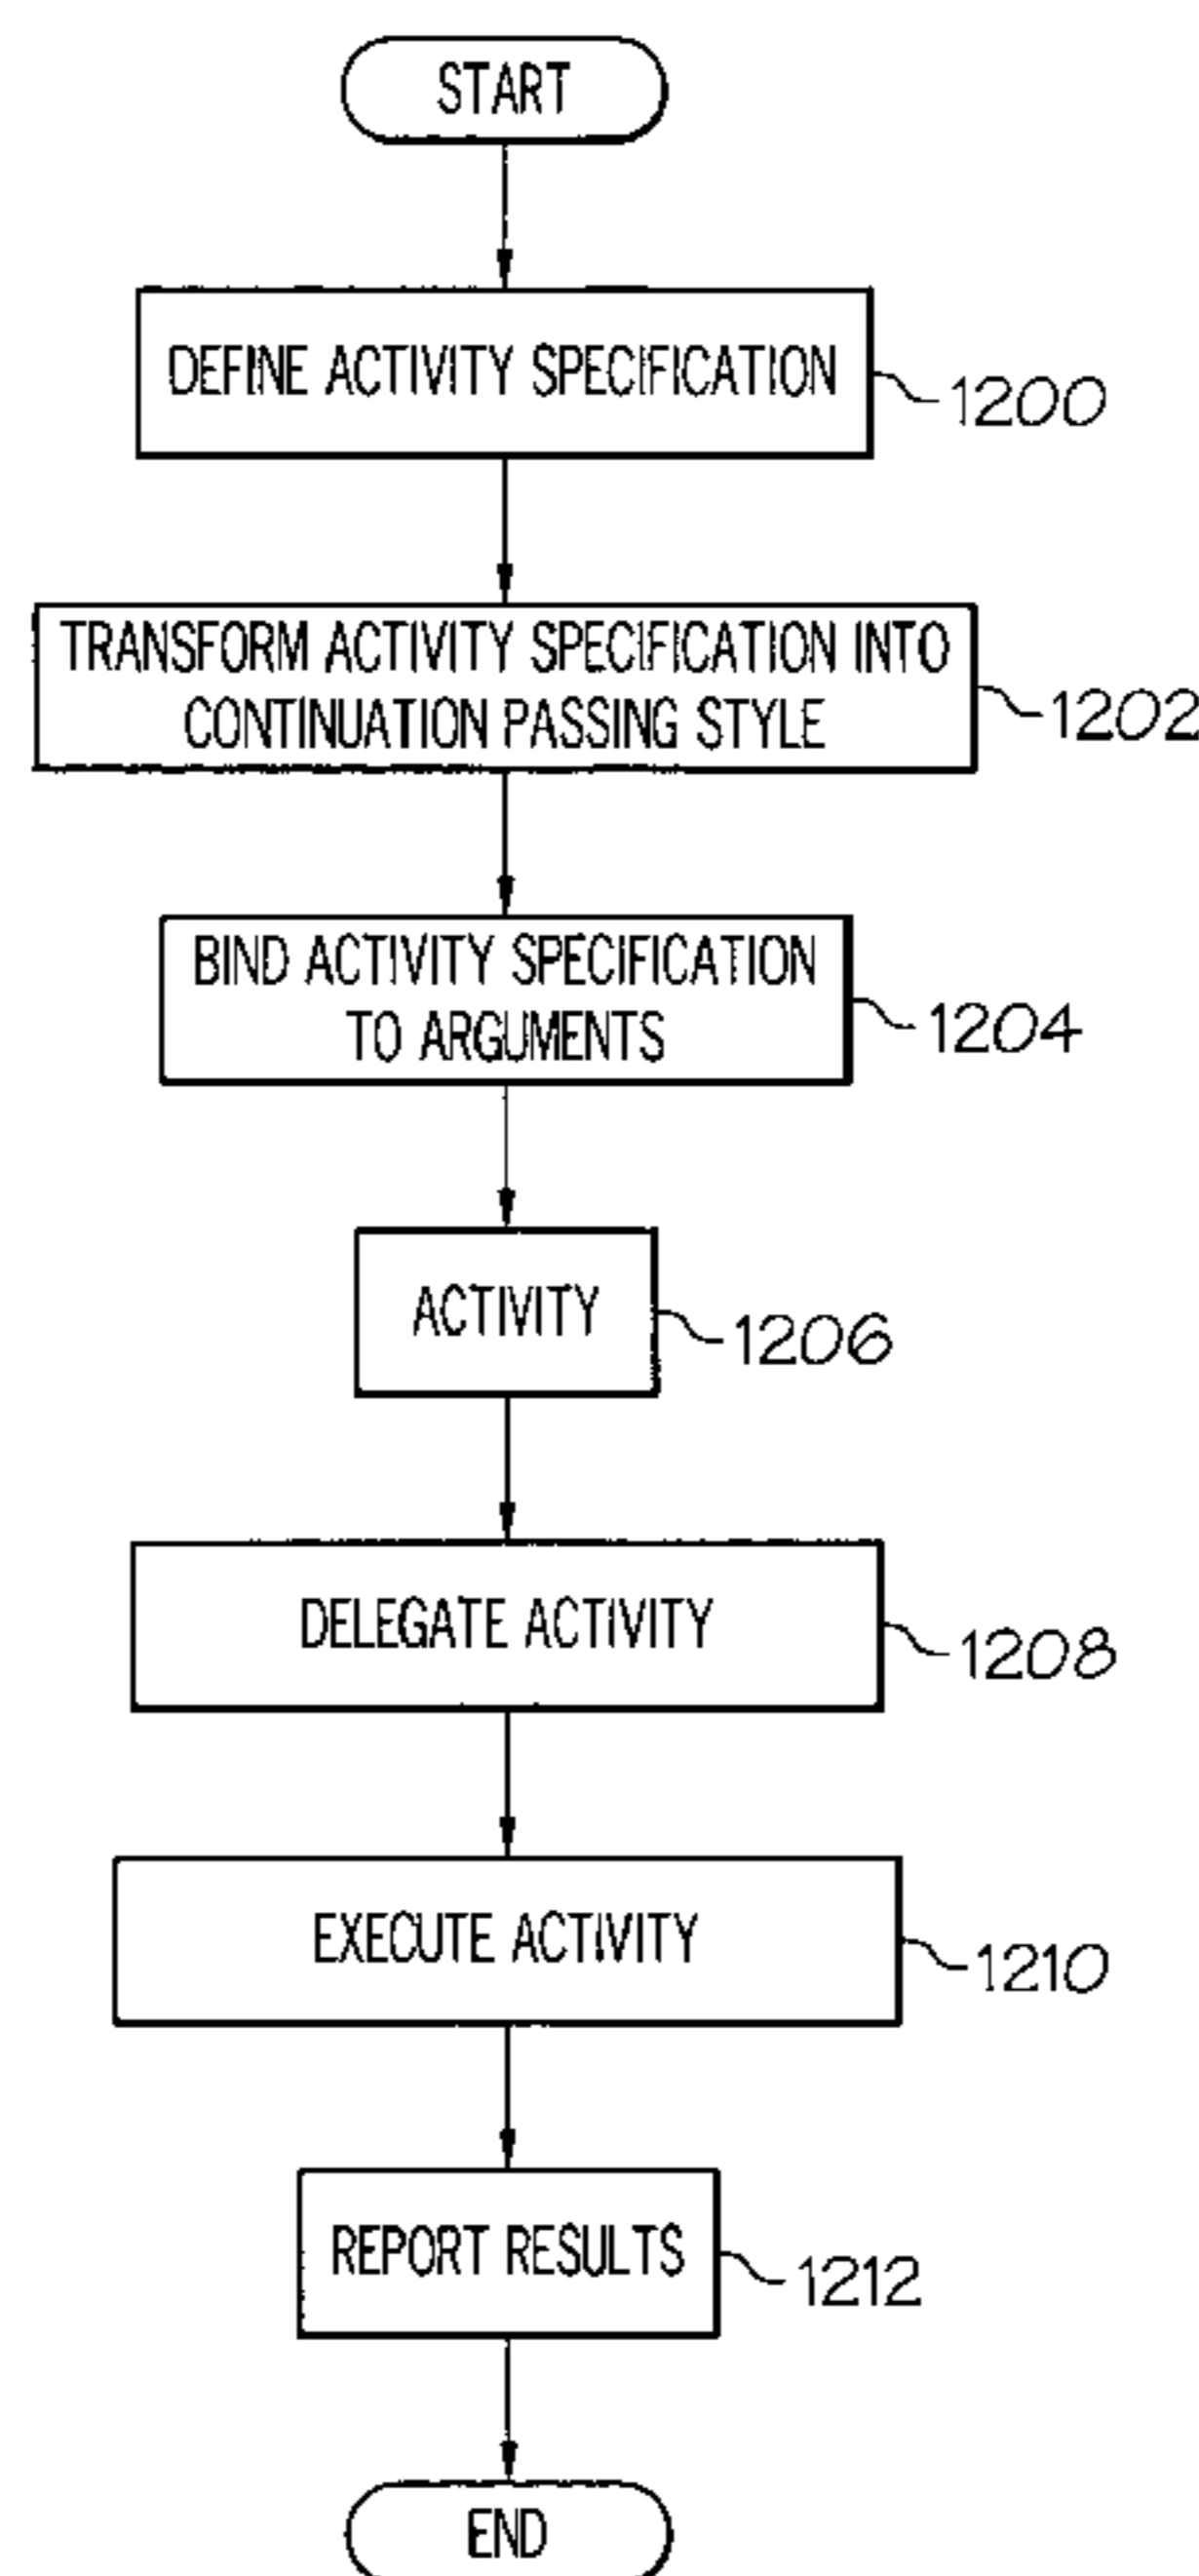 START
DEFINE ACTIVITY SPECIFICATION
1200
TRANSFORM ACTIVITY SPECIFICATION INTO
CONTINUATION PASSING STYLE
1202
BIND ACTIVITY SPECIFICATION
TO ARGUMENTS
1204
ACTIVITY
1206
DELEGATE ACTIVITY
1208
EXECUTE ACTIVITY
1210
REPORT RESULTS
1212
END